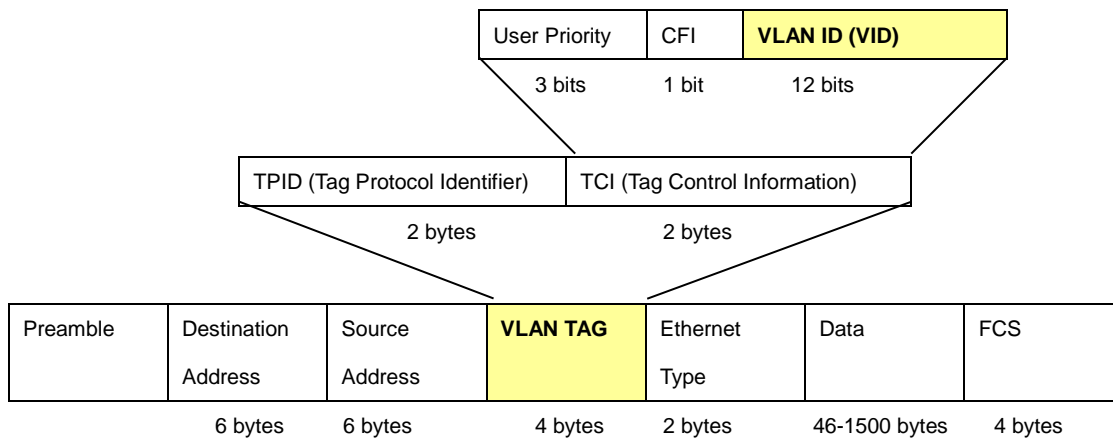 User Priority CFI VLAN ID (VID)
3 bits 1 bit 12 bits
TPID (Tag Protocol Identifier) TCI (Tag Control Information)
2 bytes 2 bytes
Preamble Destination Address Source Address VLAN TAG Ethernet Type Data FCS
6 bytes 6 bytes 4 bytes 2 bytes 46-1500 bytes 4 bytes